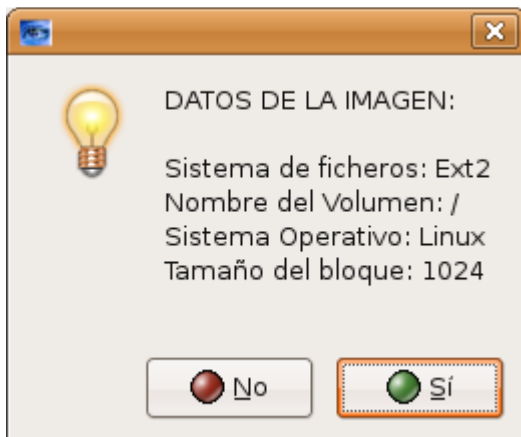 DATOS DE LA IMAGEN:
Sistema de ficheros: Ext2
Nombre del Volumen: /
Sistema Operativo: Linux
Tamaño del bloque: 1024
No
Sí